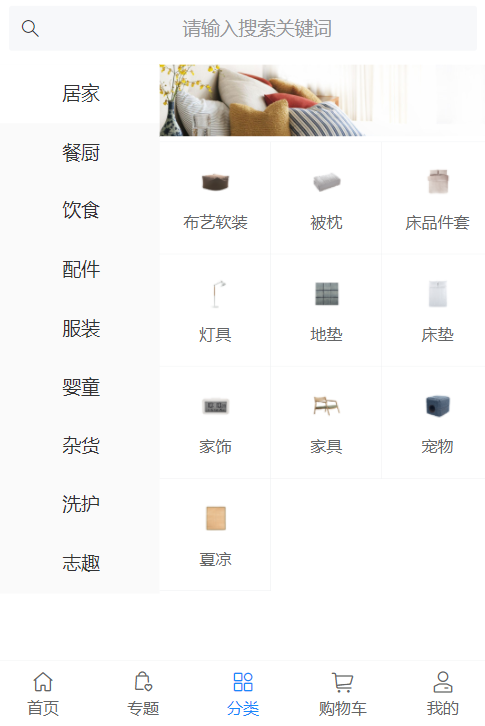 请输入搜索关键词
居家
餐厨
饮食
配件
服装
婴童
杂货
洗护
志趣
布艺软装 被枕 床品件套
灯具 地垫 床垫
家饰 家具 宠物
夏凉
首页 专题 分类 购物车 我的